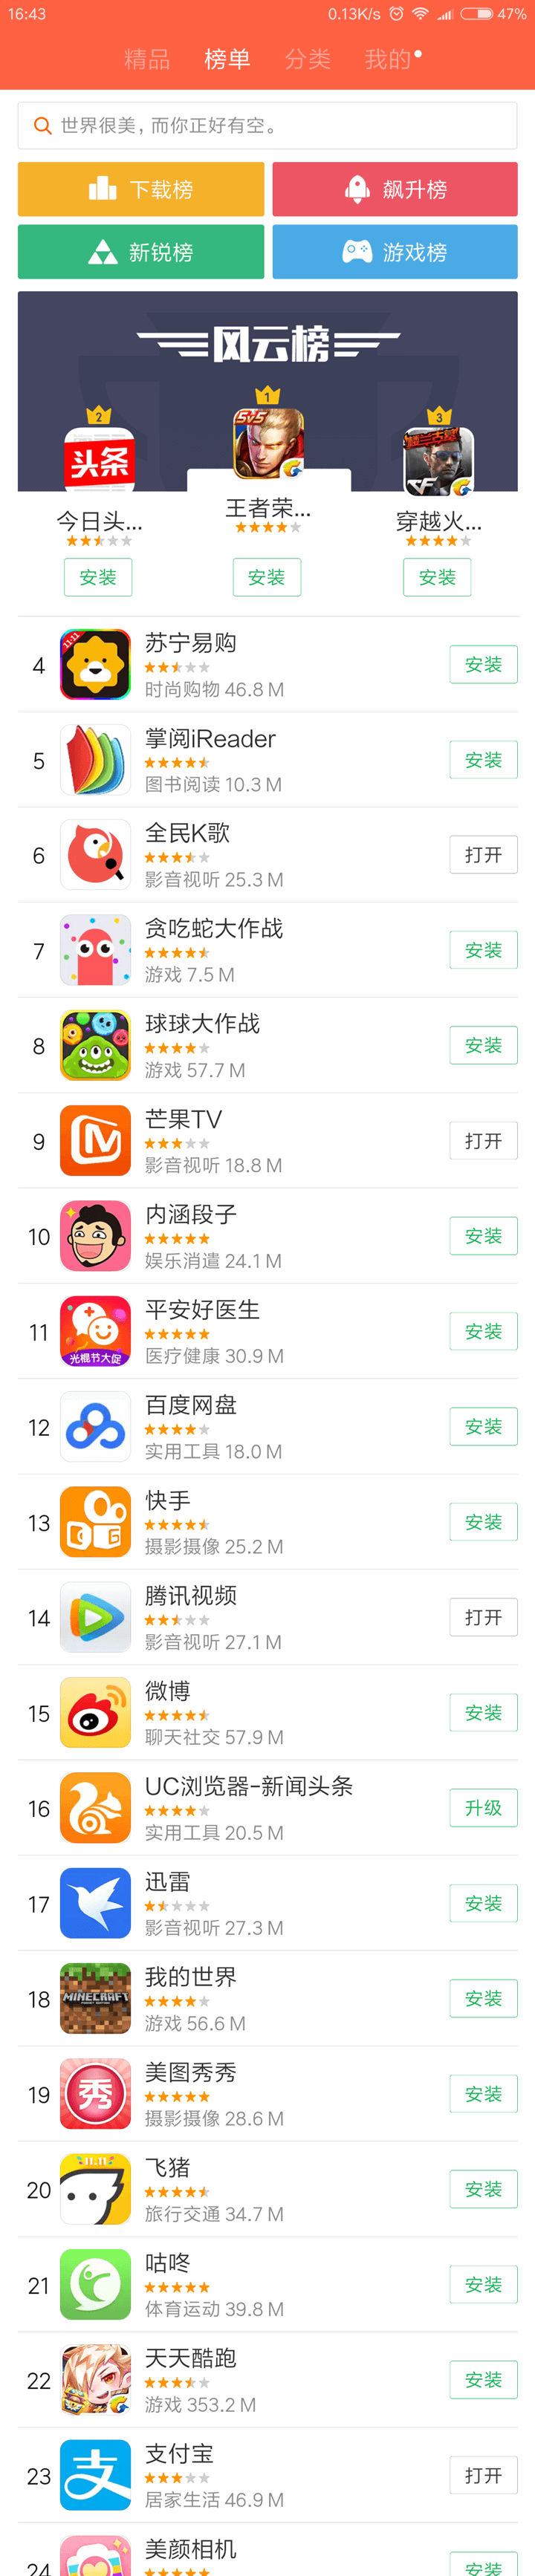 16:43 0.13K/s 47%
精品 榜单 分类 我的
世界很美，而你正好有空。
下载榜 飙升榜
新锐榜 游戏榜
风云榜
2 1 3
头条 5V5 CF
今日头... 王者荣... 穿越火...
安装 安装 安装
11·11
4 苏宁易购 安装
时尚购物 46.8 M
5 掌阅iReader 安装
图书阅读 10.3 M
6 全民K歌 打开
影音视听 25.3 M
7 贪吃蛇大作战 安装
游戏 7.5 M
8 球球大作战 安装
游戏 57.7 M
9 芒果TV 打开
影音视听 18.8 M
10 内涵段子 安装
娱乐消遣 24.1 M
11 平安好医生 安装
光棍节大促 医疗健康 30.9 M
12 百度网盘 安装
实用工具 18.0 M
13 快手 安装
摄影摄像 25.2 M
14 腾讯视频 打开
影音视听 27.1 M
15 微博 安装
聊天社交 57.9 M
16 UC浏览器-新闻头条 升级
实用工具 20.5 M
17 迅雷 安装
影音视听 27.3 M
18 我的世界 安装
MINECRAFT
游戏 56.6 M
19 美图秀秀 安装
秀
摄影摄像 28.6 M
11.11
20 飞猪 安装
旅行交通 34.7 M
21 咕咚 安装
体育运动 39.8 M
22 天天酷跑 安装
游戏 353.2 M
23 支付宝 打开
支
居家生活 46.9 M
24 美颜相机 安装